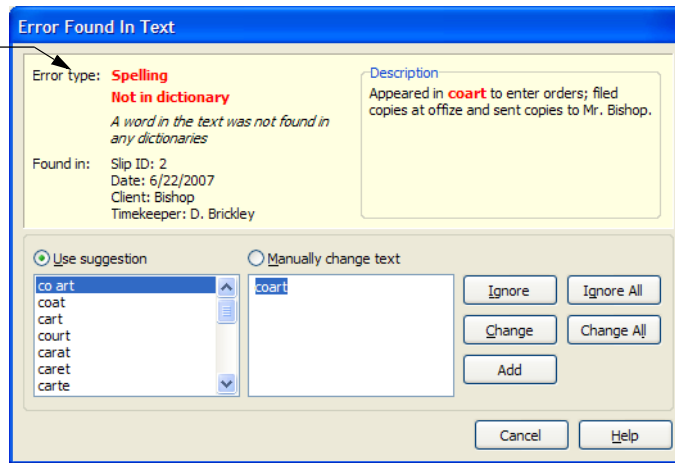 Error Found In Text
Error type: Spelling
Not in dictionary
A word in the text was not found in
any dictionaries
Found in: Slip ID: 2
Date: 6/22/2007
Client: Bishop
Timekeeper: D. Brickley
Description
Appeared in coart to enter orders; filed
copies at offize and sent copies to Mr. Bishop.
Use suggestion
co art
coat
cart
court
carat
caret
carte
Manually change text
coart
Ignore Ignore All
Change Change All
Add
Cancel Help